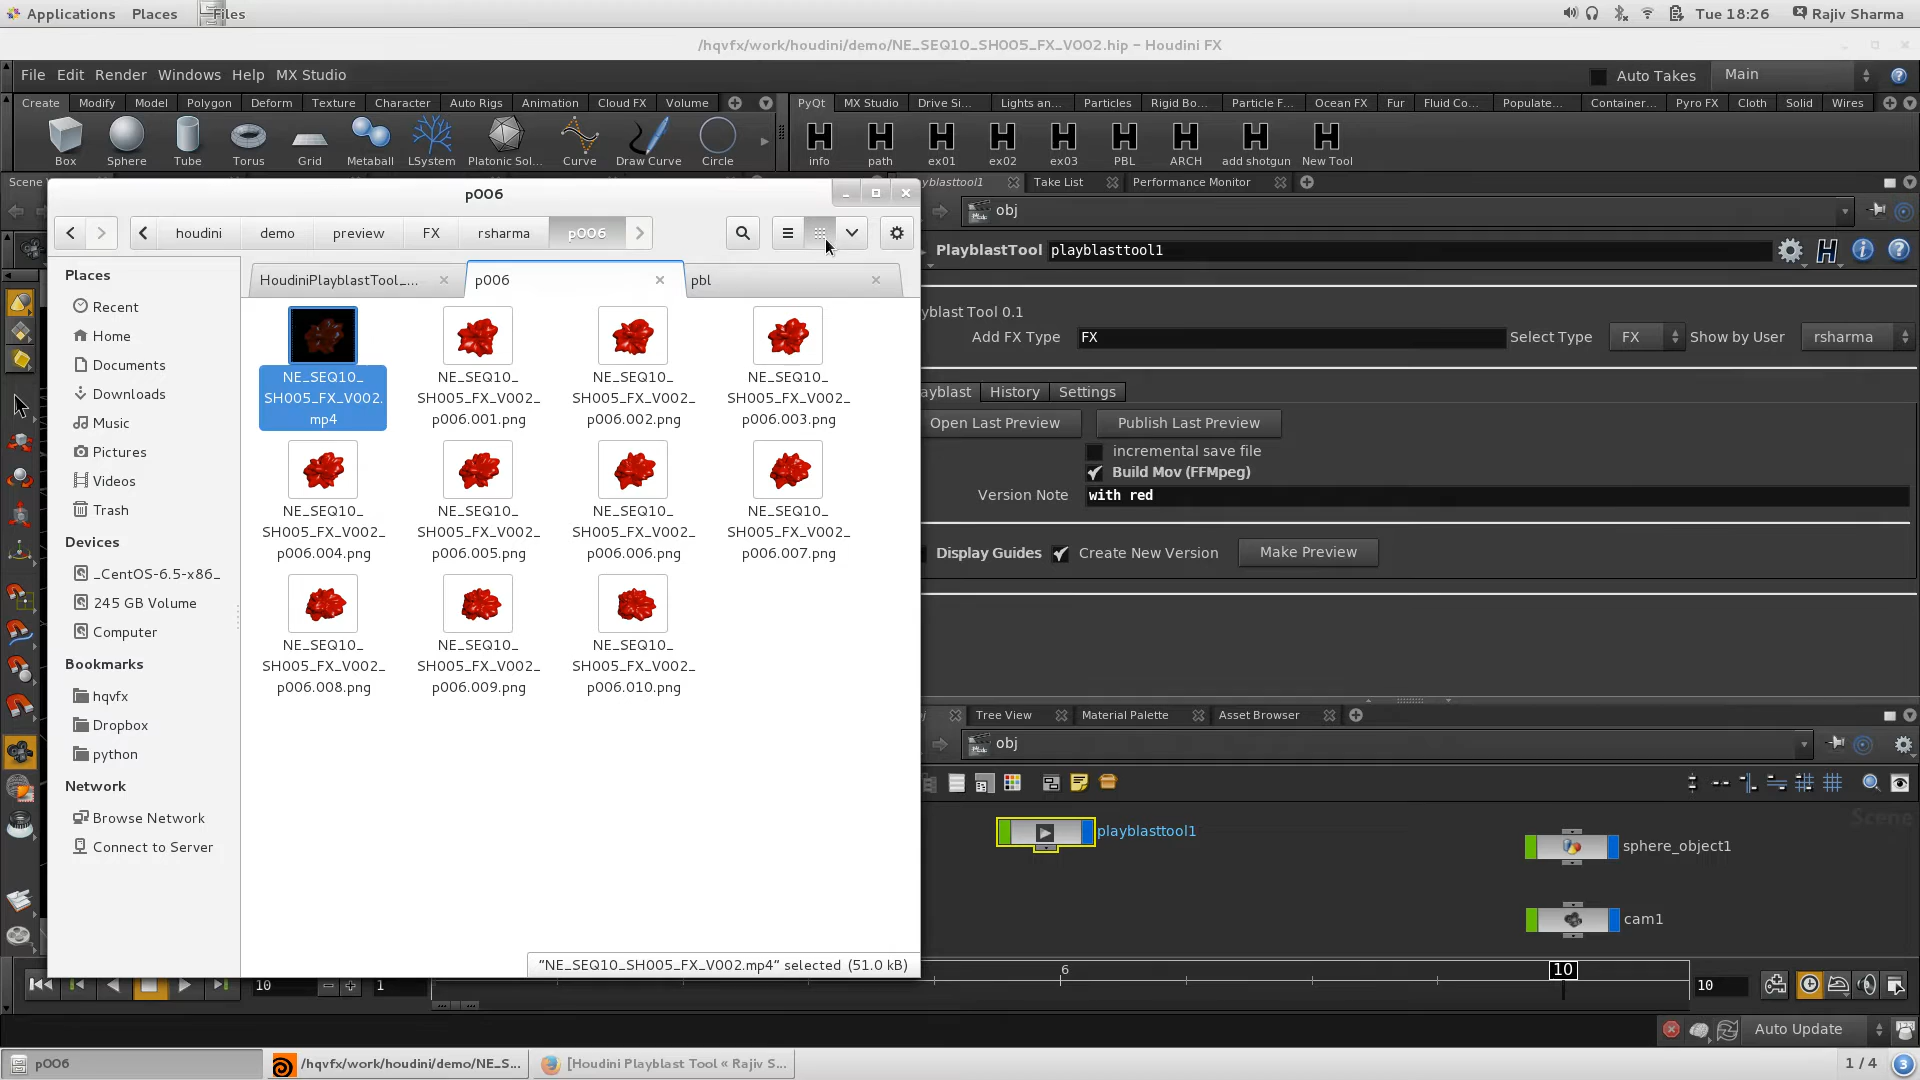 Applications Places Files Tue 18:26 Rajiv Sharma
/hqvfx/work/houdini/demo/NE_SEQ10_SH005_FX_V002.hip - Houdini FX
File Edit Render Windows Help MX Studio Auto Takes Main
Create Modify Model Polygon Deform Texture Character Auto Rigs Animation Cloud FX Volume PyQt MX Studio Drive Si... Lights an... Particles Rigid Bo... Particle F... Ocean FX Fur Fluid Co... Populate... Container... Pyro FX Cloth Solid Wires
Box Sphere Tube Torus Grid Metaball LSystem Platonic Sol... Curve Draw Curve Circle info path ex01 ex02 ex03 PBL ARCH add shotgun New Tool
Scene
p006
yblasttool1 Take List Performance Monitor
obj
houdini demo preview FX rsharma p006
PlayblastTool playblasttool1
Places
HoudiniPlayblastTool_... p006 pbl
yblast Tool 0.1
Add FX Type FX Select Type FX Show by User rsharma
ayblast History Settings
Open Last Preview Publish Last Preview
incremental save file
Build Mov (FFMpeg)
Version Note with red
Display Guides Create New Version Make Preview
Recent
Home
Documents
Downloads
Music
Pictures
Videos
Trash
Devices
_CentOS-6.5-x86_
245 GB Volume
Computer
Bookmarks
hqvfx
Dropbox
python
Network
Browse Network
Connect to Server
NE_SEQ10_
SH005_FX_V002.
mp4
NE_SEQ10_
SH005_FX_V002_
p006.001.png
NE_SEQ10_
SH005_FX_V002_
p006.002.png
NE_SEQ10_
SH005_FX_V002_
p006.003.png
NE_SEQ10_
SH005_FX_V002_
p006.004.png
NE_SEQ10_
SH005_FX_V002_
p006.005.png
NE_SEQ10_
SH005_FX_V002_
p006.006.png
NE_SEQ10_
SH005_FX_V002_
p006.007.png
NE_SEQ10_
SH005_FX_V002_
p006.008.png
NE_SEQ10_
SH005_FX_V002_
p006.009.png
NE_SEQ10_
SH005_FX_V002_
p006.010.png
"NE_SEQ10_SH005_FX_V002.mp4" selected (51.0 kB)
Tree View Material Palette Asset Browser
obj
Scene
playblasttool1
sphere_object1
cam1
10 1 6 10 10
Auto Update
p006 /hqvfx/work/houdini/demo/NE_S... [Houdini Playblast Tool « Rajiv S... 1 / 4 3